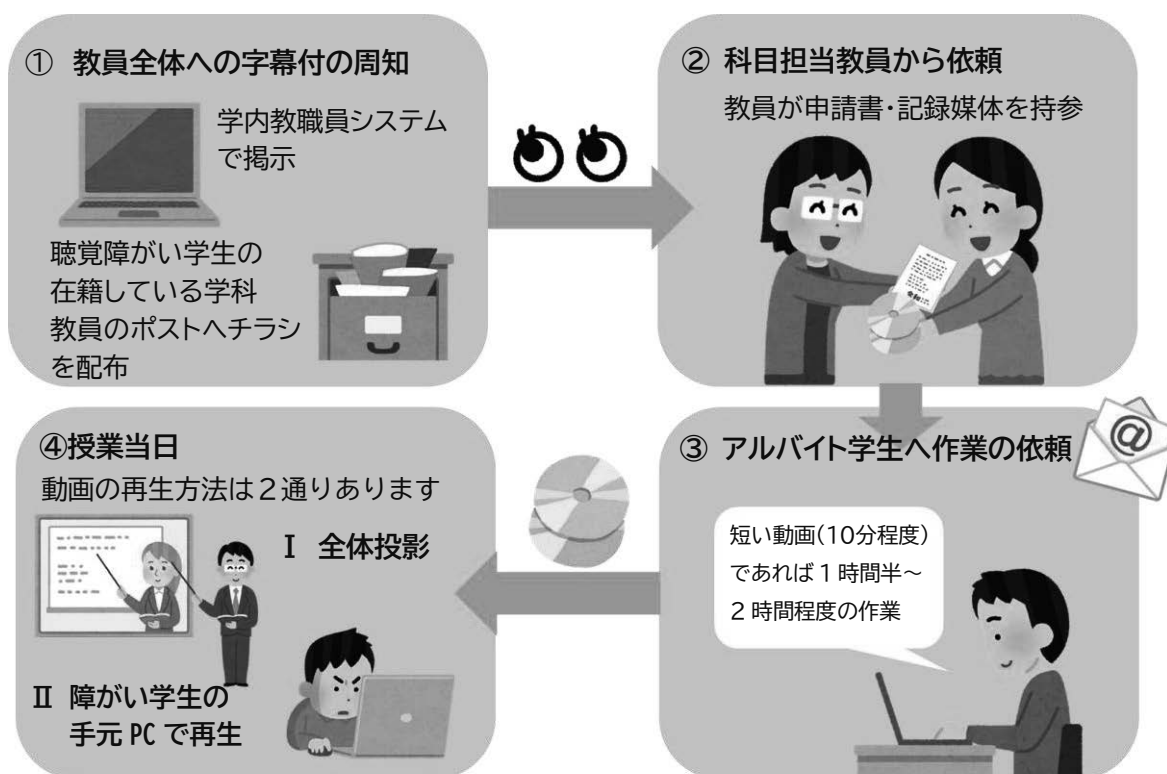 ① 教員全体への字幕付の周知
学内教職員システム
で掲示
聴覚障がい学生の
在籍している学科
教員のポストへチラシ
を配布
② 科目担当教員から依頼
教員が申請書・記録媒体を持参
③ アルバイト学生へ作業の依頼
@
短い動画(10分程度)
であれば1時間半～
2時間程度の作業
④授業当日
動画の再生方法は2通りあります
Ⅰ 全体投影
Ⅱ 障がい学生の
手元 PC で再生